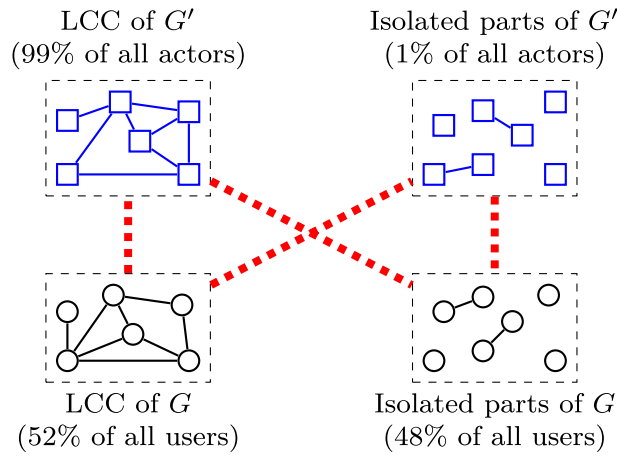 LCC of G′
(99% of all actors)
Isolated parts of G′
(1% of all actors)
LCC of G
(52% of all users)
Isolated parts of G
(48% of all users)